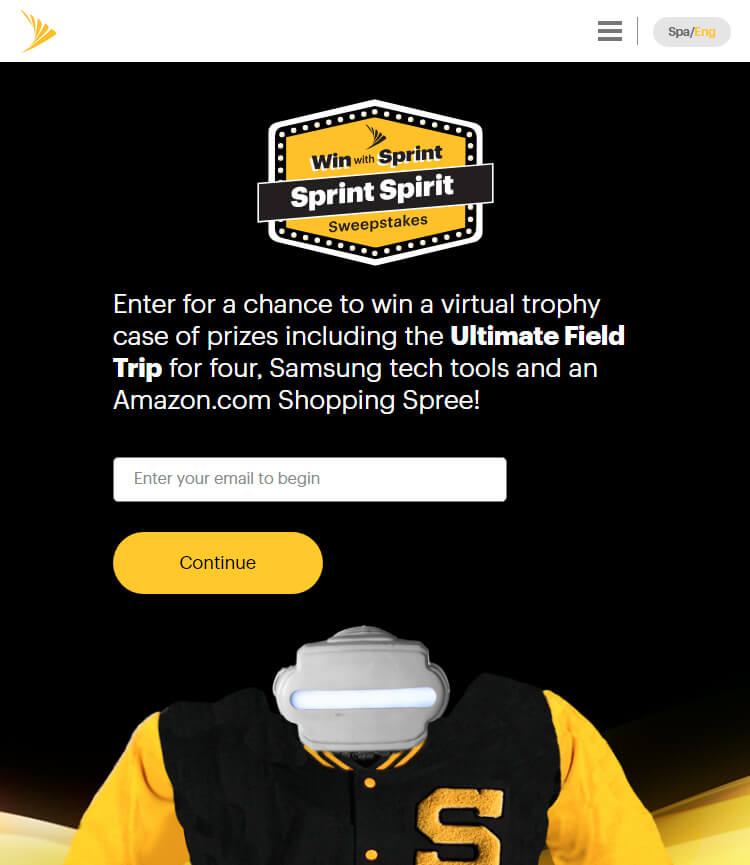 Spa/Eng
Win with Sprint
Sprint Spirit
Sweepstakes
Enter for a chance to win a virtual trophy
case of prizes including the Ultimate Field
Trip for four, Samsung tech tools and an
Amazon.com Shopping Spree!
Enter your email to begin
Continue
S